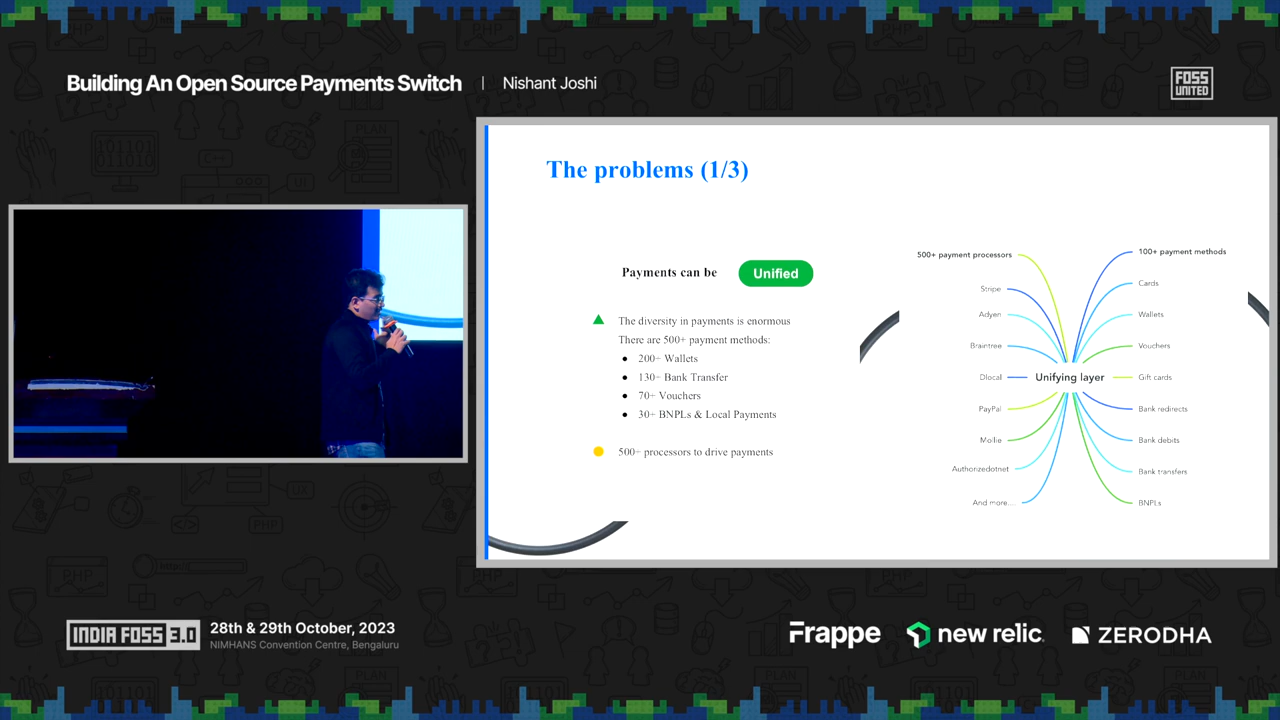 Building An Open Source Payments Switch | Nishant Joshi
FOSS
UNITED
The problems (1/3)
Payments can be Unified
The diversity in payments is enormous
There are 500+ payment methods:
● 200+ Wallets
● 130+ Bank Transfer
● 70+ Vouchers
● 30+ BNPLs & Local Payments
500+ processors to drive payments
500+ payment processors
Stripe
Adyen
Braintree
Dlocal
PayPal
Mollie
Authorizedotnet
And more...
Unifying layer
100+ payment methods
Cards
Wallets
Vouchers
Gift cards
Bank redirects
Bank debits
Bank transfers
BNPLs
INDIA FOSS 3.0
28th & 29th October, 2023
NIMHANS Convention Centre, Bengaluru
Frappe
new relic
ZERODHA